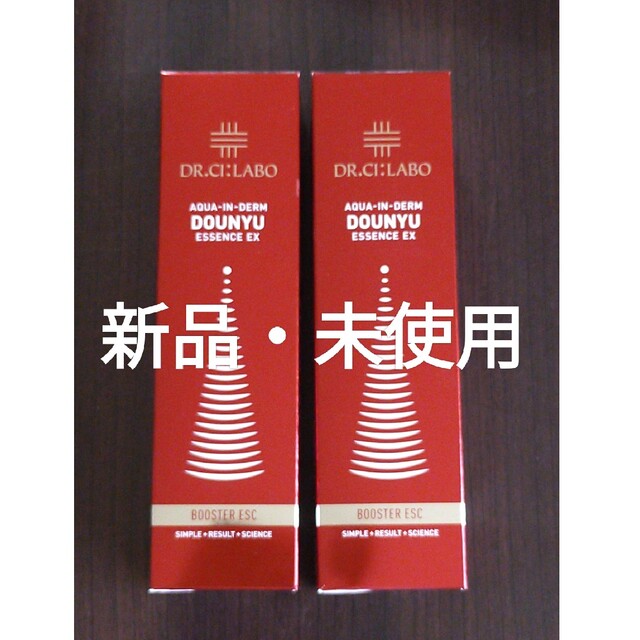 DR.CI:LABO
AQUA-IN-DERM
DOUNYU
ESSENCE EX
BOOSTER ESC
SIMPLE+RESULT+SCIENCE
DR.CI:LABO
AQUA-IN-DERM
DOUNYU
ESSENCE EX
BOOSTER ESC
SIMPLE+RESULT+SCIENCE
新品・未使用